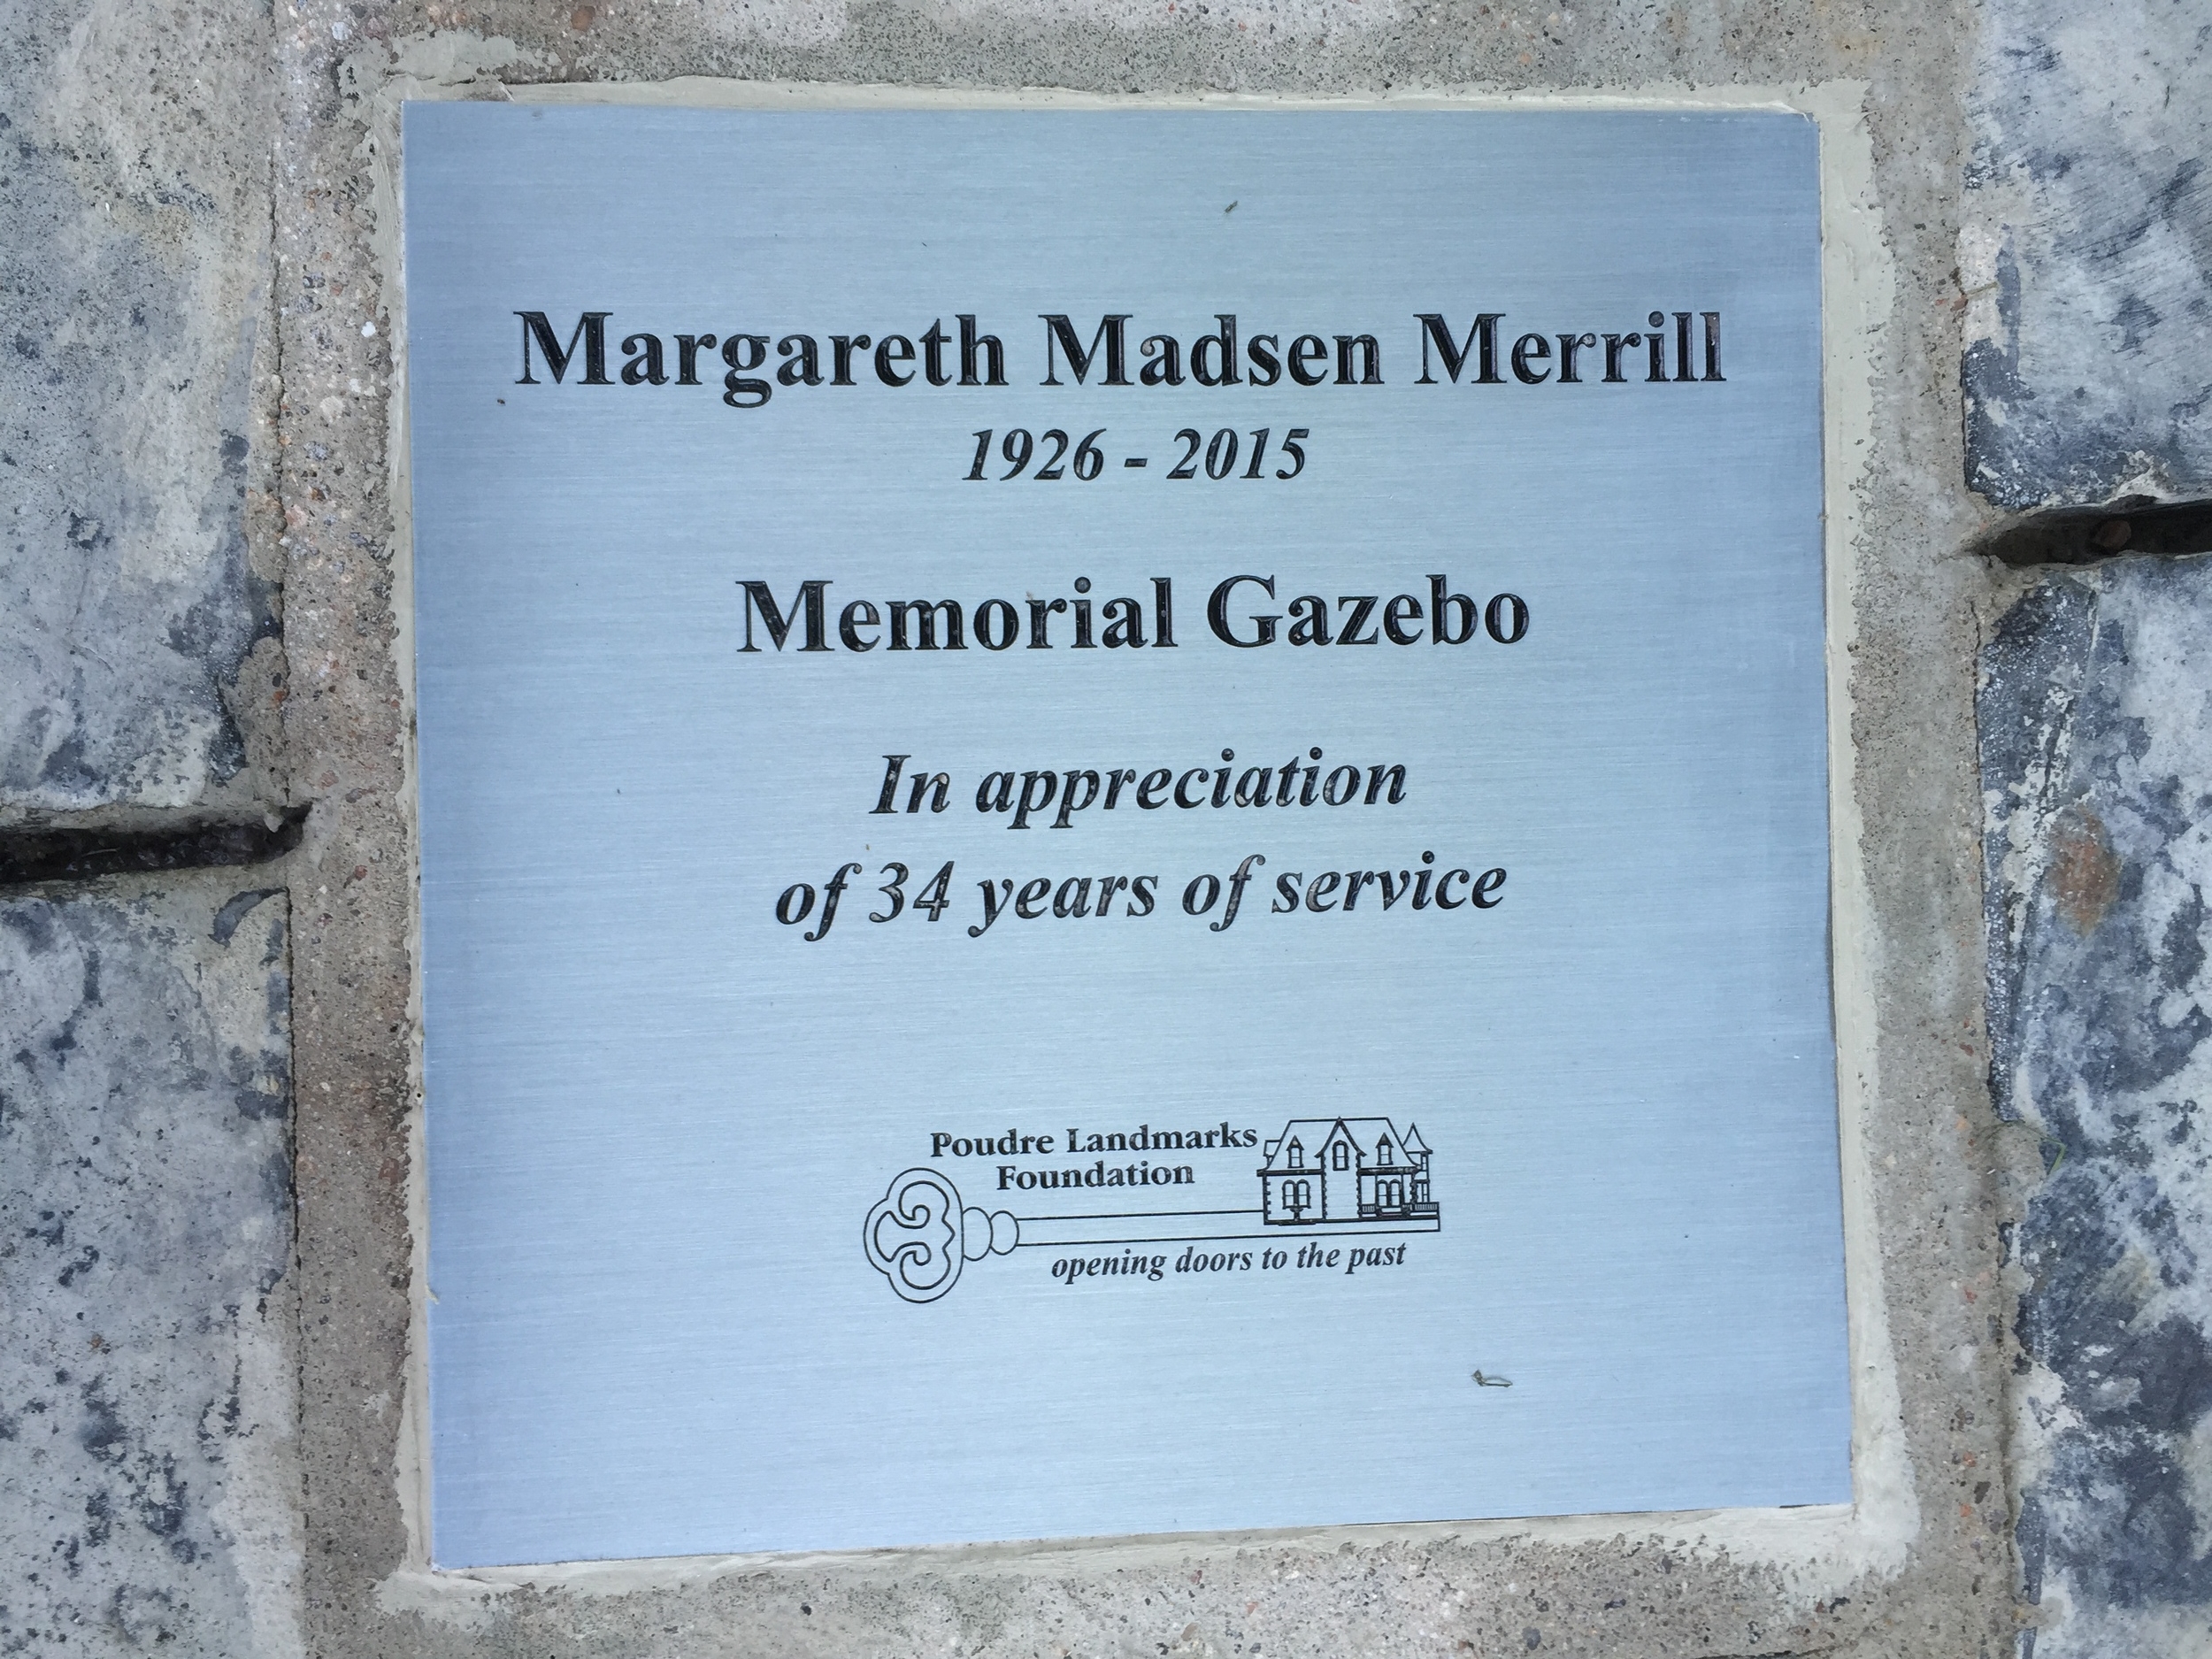 Margareth Madsen Merrill
1926 - 2015
Memorial Gazebo
In appreciation
of 34 years of service
Poudre Landmarks
Foundation
opening doors to the past